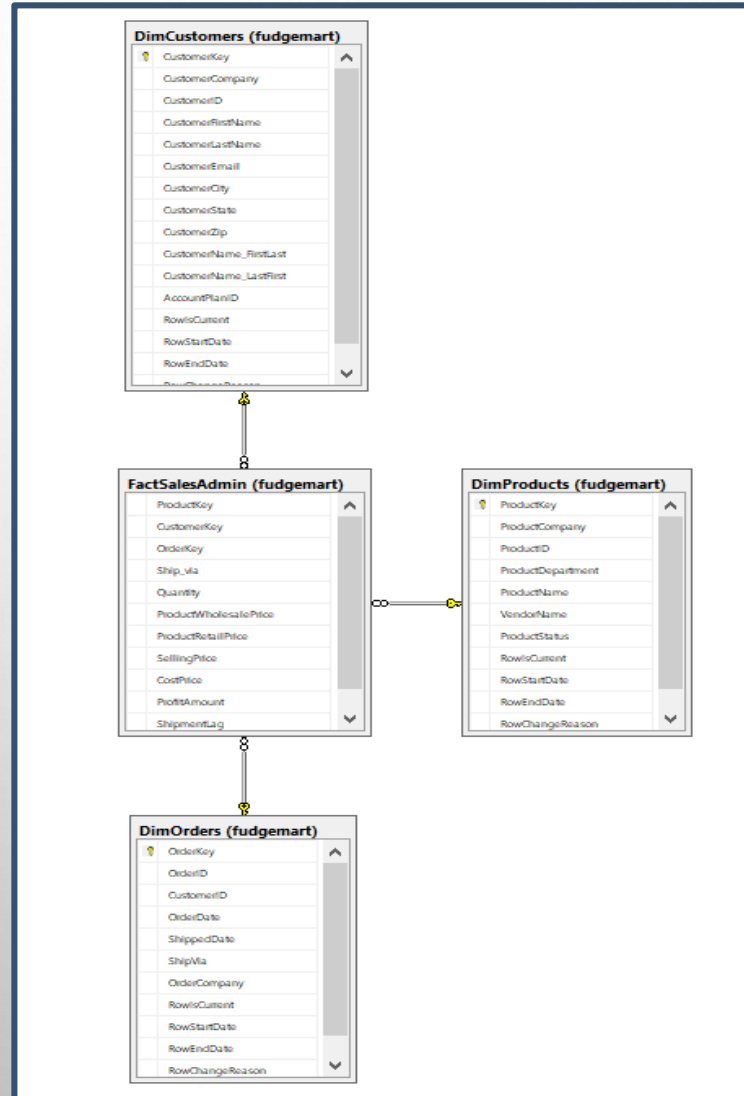 DimCustomers (fudgemart)
CustomerKey
CustomerCompany
CustomerID
CustomerFirstName
CustomerLastName
CustomerEmail
CustomerCity
CustomerState
CustomerZip
CustomerName_FirstLast
CustomerName_LastFirst
AccountPlanID
RowIsCurrent
RowStartDate
RowEndDate
RowChangeReason
FactSalesAdmin (fudgemart)
ProductKey
CustomerKey
OrderKey
Ship_via
Quantity
ProductWholesalePrice
ProductRetailPrice
SelllingPrice
CostPrice
ProfitAmount
ShipmentLag
DimProducts (fudgemart)
ProductKey
ProductCompany
ProductID
ProductDepartment
ProductName
VendorName
ProductStatus
RowIsCurrent
RowStartDate
RowEndDate
RowChangeReason
DimOrders (fudgemart)
OrderKey
OrderID
CustomerID
OrderDate
ShippedDate
ShipVia
OrderCompany
RowIsCurrent
RowStartDate
RowEndDate
RowChangeReason